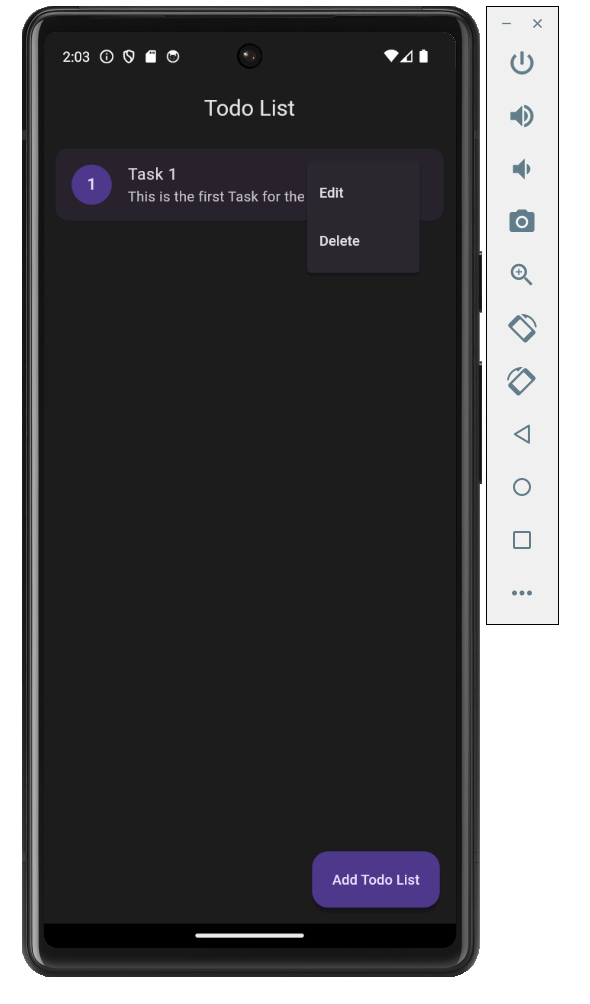 2:03
Todo List
1
Task 1
This is the first Task for the
Edit
Delete
Add Todo List